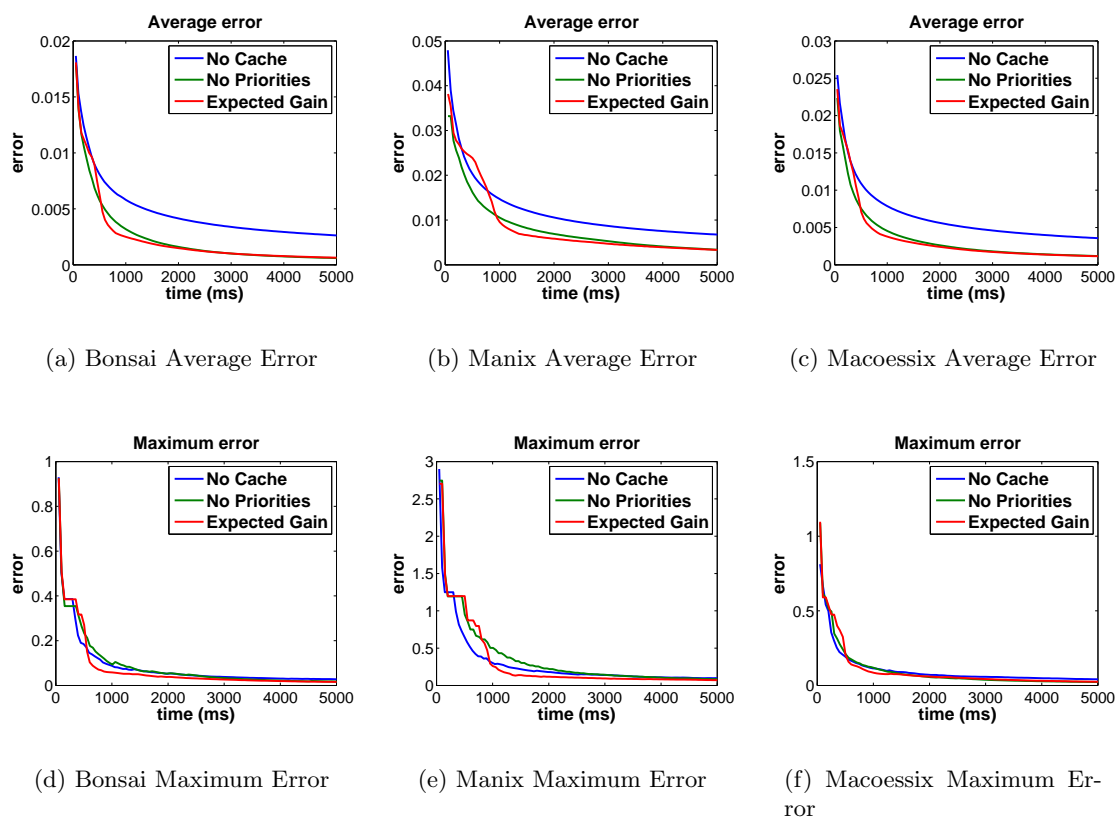 Average error
0.02
0.015
0.01
0.005
0
error
No Cache
No Priorities
Expected Gain
0 1000 2000 3000 4000 5000
time (ms)
(a) Bonsai Average Error
Average error
0.05
0.04
0.03
0.02
0.01
0
error
No Cache
No Priorities
Expected Gain
0 1000 2000 3000 4000 5000
time (ms)
(b) Manix Average Error
Average error
0.03
0.025
0.02
0.015
0.01
0.005
0
error
No Cache
No Priorities
Expected Gain
0 1000 2000 3000 4000 5000
time (ms)
(c) Macoessix Average Error
Maximum error
1
0.8
0.6
0.4
0.2
0
error
No Cache
No Priorities
Expected Gain
0 1000 2000 3000 4000 5000
time (ms)
(d) Bonsai Maximum Error
Maximum error
3
2.5
2
1.5
1
0.5
0
error
No Cache
No Priorities
Expected Gain
0 1000 2000 3000 4000 5000
time (ms)
(e) Manix Maximum Error
Maximum error
1.5
1
0.5
0
error
No Cache
No Priorities
Expected Gain
0 1000 2000 3000 4000 5000
time (ms)
(f) Macoessix Maximum Er-
ror